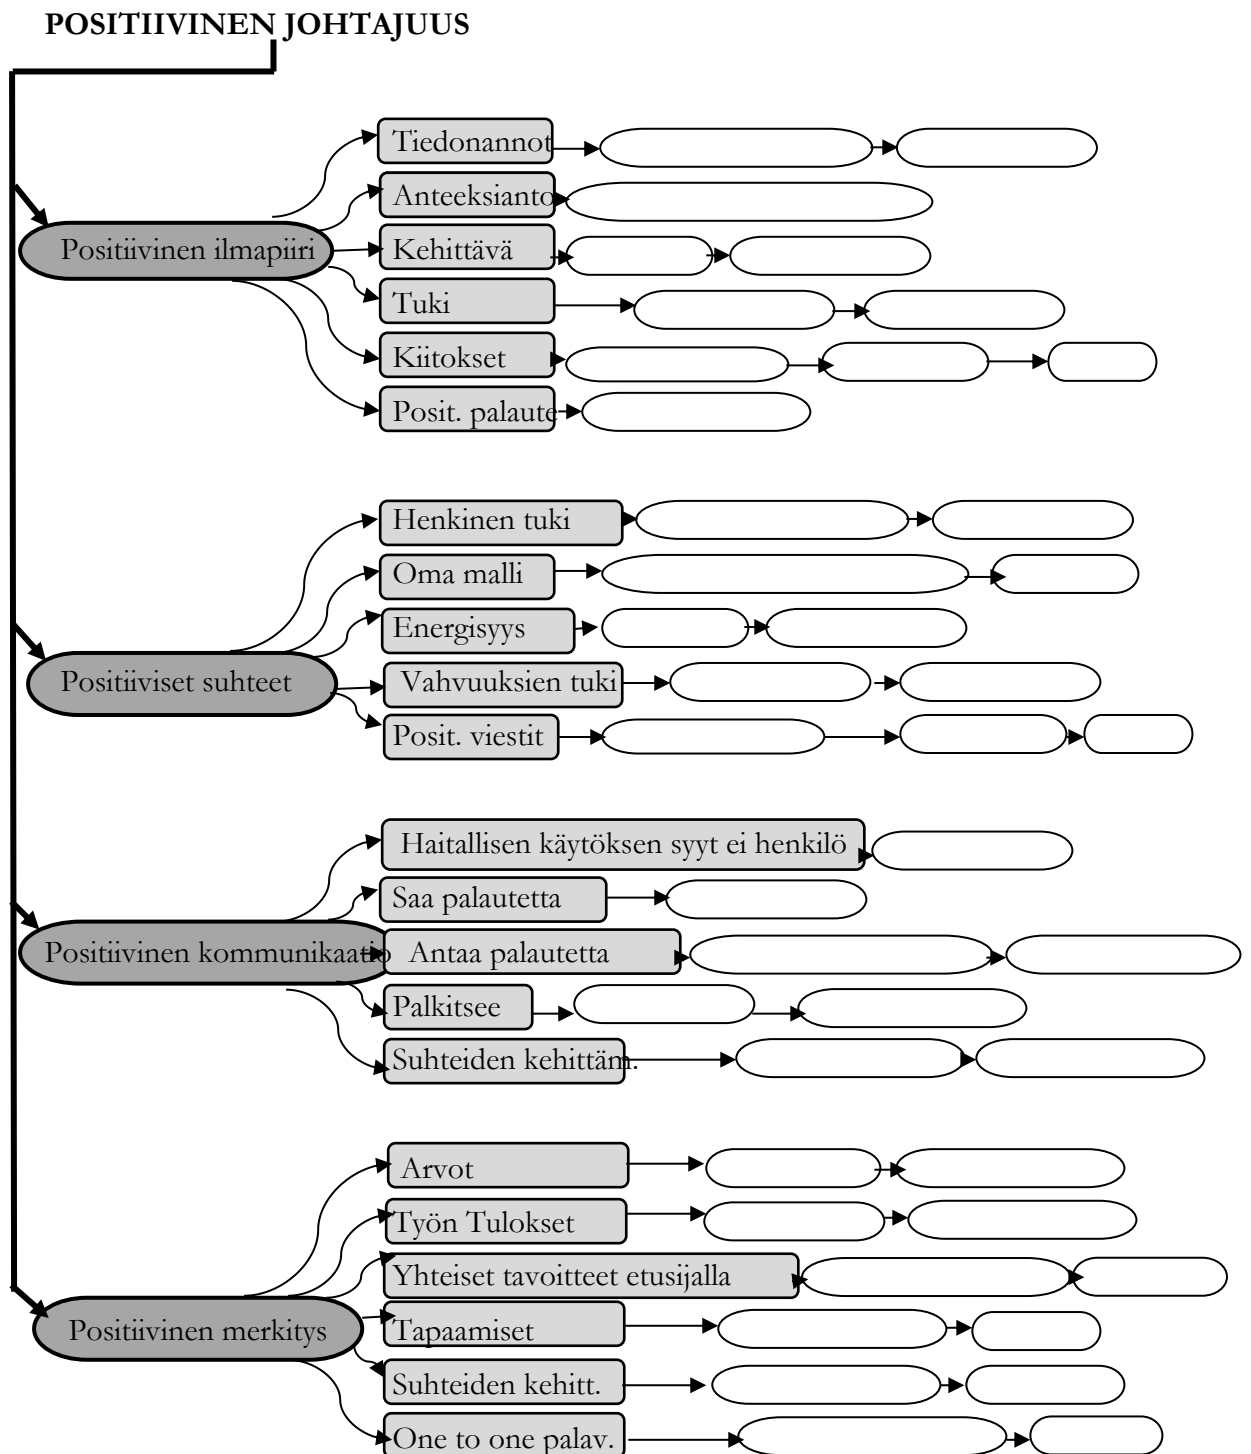 POSITIIVINEN JOHTAJUUS
Tiedonannot
Anteeksianto
Positiivinen ilmapiiri
Kehittävä
Tuki
Kiitokset
Posit. palaute
Henkinen tuki
Oma malli
Energisyys
Positiiviset suhteet
Vahvuuksien tuki
Posit. viestit
Haitallisen käytöksen syyt ei henkilö
Saa palautetta
Positiivinen kommunikaatio
Antaa palautetta
Palkitsee
Suhteiden kehittäm.
Arvot
Työn Tulokset
Yhteiset tavoitteet etusijalla
Positiivinen merkitys
Tapaamiset
Suhteiden kehitt.
One to one palav.